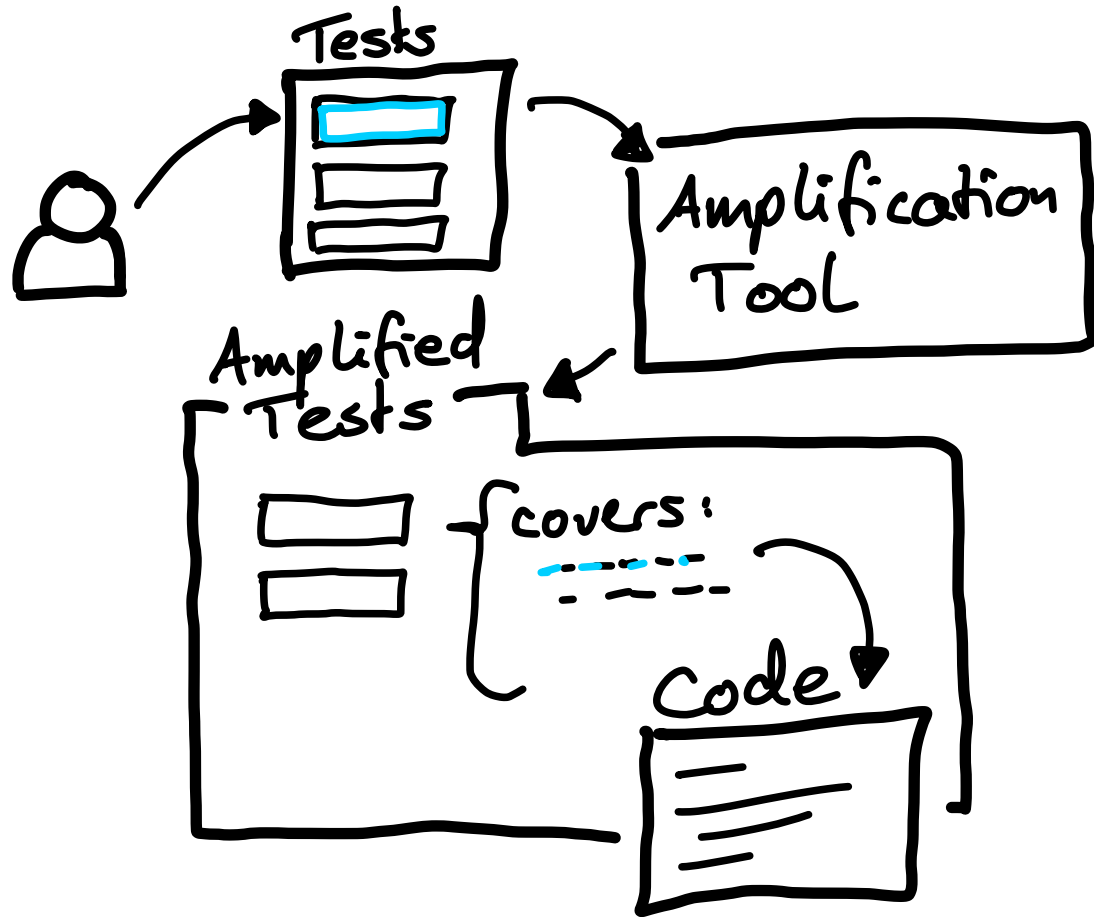 Tests
Amplification
Tool
Amplified
Tests
covers:
Code